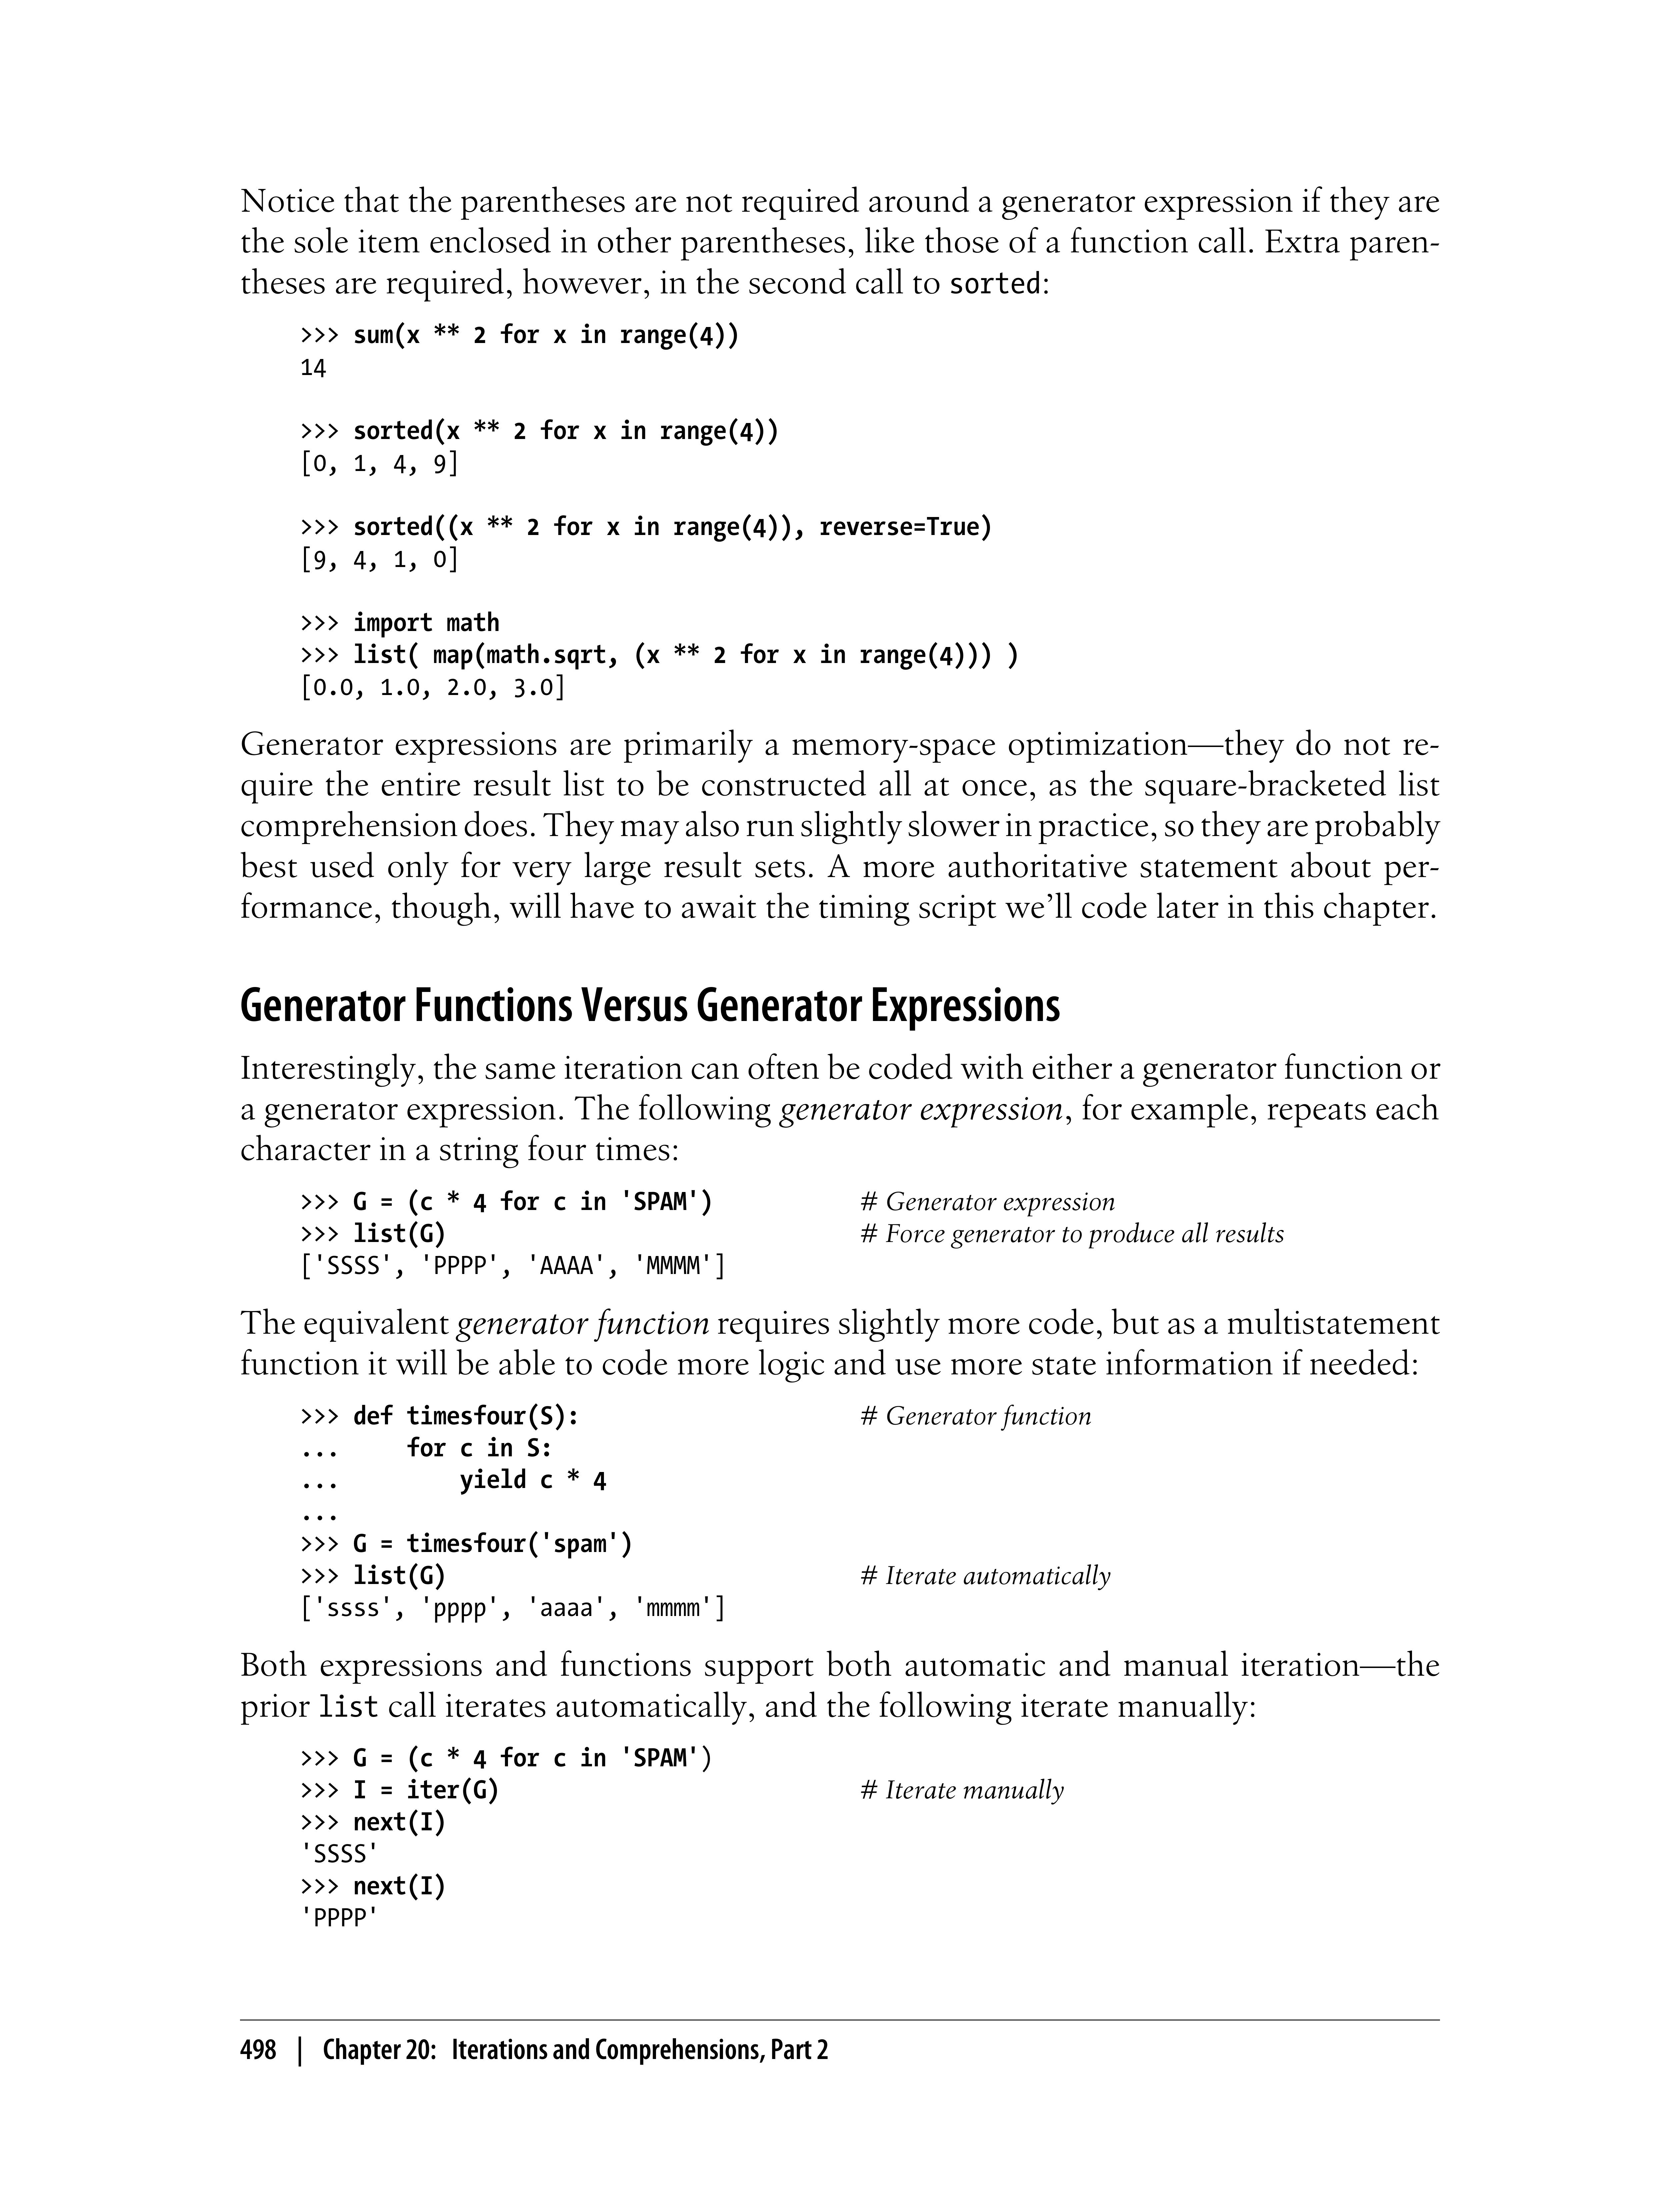 Notice that the parentheses are not required around a generator expression if they are
the sole item enclosed in other parentheses, like those of a function call. Extra paren-
theses are required, however, in the second call to sorted:
>>> sum(x ** 2 for x in range(4))
14
>>> sorted(x ** 2 for x in range(4))
[0, 1, 4, 9]
>>> sorted((x ** 2 for x in range(4)), reverse=True)
[9, 4, 1, 0]
>>> import math
>>> list( map(math.sqrt, (x ** 2 for x in range(4))) )
[0.0, 1.0, 2.0, 3.0]
Generator expressions are primarily a memory-space optimization—they do not re-
quire the entire result list to be constructed all at once, as the square-bracketed list
comprehension does. They may also run slightly slower in practice, so they are probably
best used only for very large result sets. A more authoritative statement about per-
formance, though, will have to await the timing script we’ll code later in this chapter.
Generator Functions Versus Generator Expressions
Interestingly, the same iteration can often be coded with either a generator function or
a generator expression. The following generator expression, for example, repeats each
character in a string four times:
>>> G = (c * 4 for c in 'SPAM') # Generator expression
>>> list(G) # Force generator to produce all results
['SSSS', 'PPPP', 'AAAA', 'MMMM']
The equivalent generator function requires slightly more code, but as a multistatement
function it will be able to code more logic and use more state information if needed:
>>> def timesfour(S): # Generator function
...     for c in S:
...         yield c * 4
...
>>> G = timesfour('spam')
>>> list(G) # Iterate automatically
['ssss', 'pppp', 'aaaa', 'mmmm']
Both expressions and functions support both automatic and manual iteration—the
prior list call iterates automatically, and the following iterate manually:
>>> G = (c * 4 for c in 'SPAM')
>>> I = iter(G) # Iterate manually
>>> next(I)
'SSSS'
>>> next(I)
'PPPP'
498 | Chapter 20: Iterations and Comprehensions, Part 2